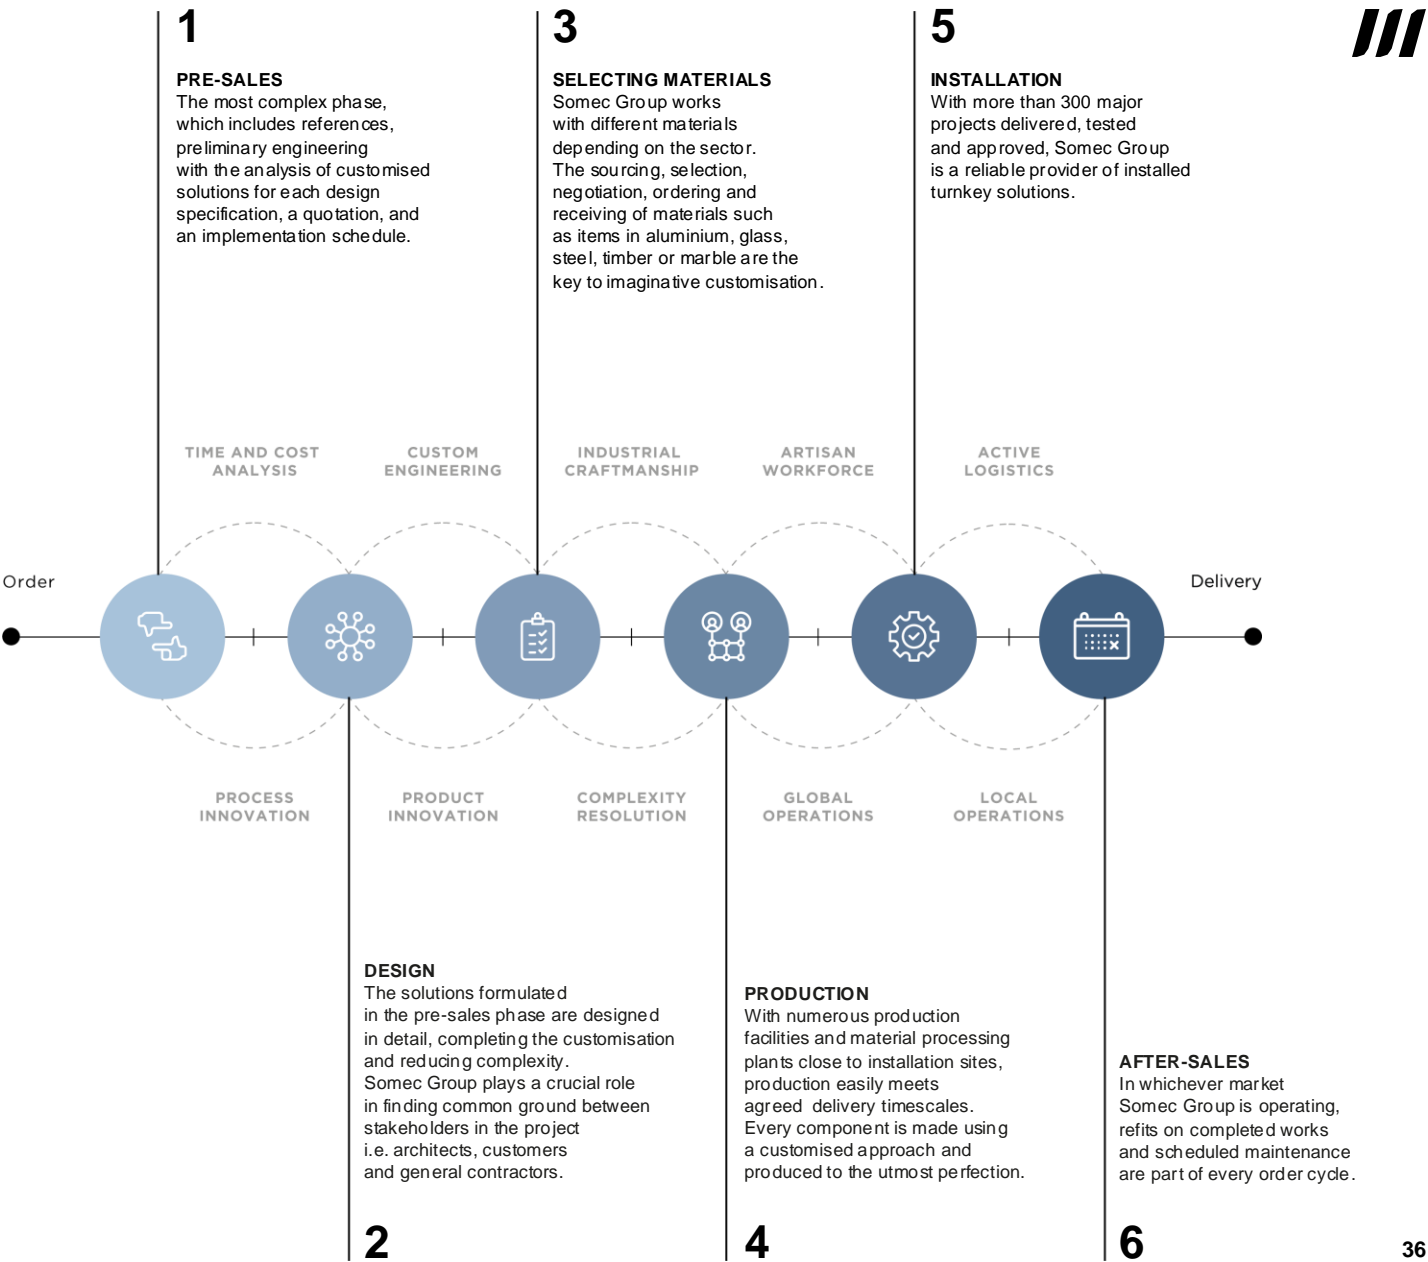 1
PRE-SALES
The most complex phase,
which includes references,
preliminary engineering
with the analysis of customised
solutions for each design
specification, a quotation, and
an implementation schedule.
3
SELECTING MATERIALS
Somec Group works
with different materials
depending on the sector.
The sourcing, selection,
negotiation, ordering and
receiving of materials such
as items in aluminium, glass,
steel, timber or marble are the
key to imaginative customisation.
5
INSTALLATION
With more than 300 major
projects delivered, tested
and approved, Somec Group
is a reliable provider of installed
turnkey solutions.
TIME AND COST
ANALYSIS
CUSTOM
ENGINEERING
INDUSTRIAL
CRAFTMANSHIP
ARTISAN
WORKFORCE
ACTIVE
LOGISTICS
Order
Delivery
PROCESS
INNOVATION
PRODUCT
INNOVATION
COMPLEXITY
RESOLUTION
GLOBAL
OPERATIONS
LOCAL
OPERATIONS
DESIGN
The solutions formulated
in the pre-sales phase are designed
in detail, completing the customisation
and reducing complexity.
Somec Group plays a crucial role
in finding common ground between
stakeholders in the project
i.e. architects, customers
and general contractors.
2
PRODUCTION
With numerous production
facilities and material processing
plants close to installation sites,
production easily meets
agreed delivery timescales.
Every component is made using
a customised approach and
produced to the utmost perfection.
4
AFTER-SALES
In whichever market
Somec Group is operating,
refits on completed works
and scheduled maintenance
are part of every order cycle.
6
36